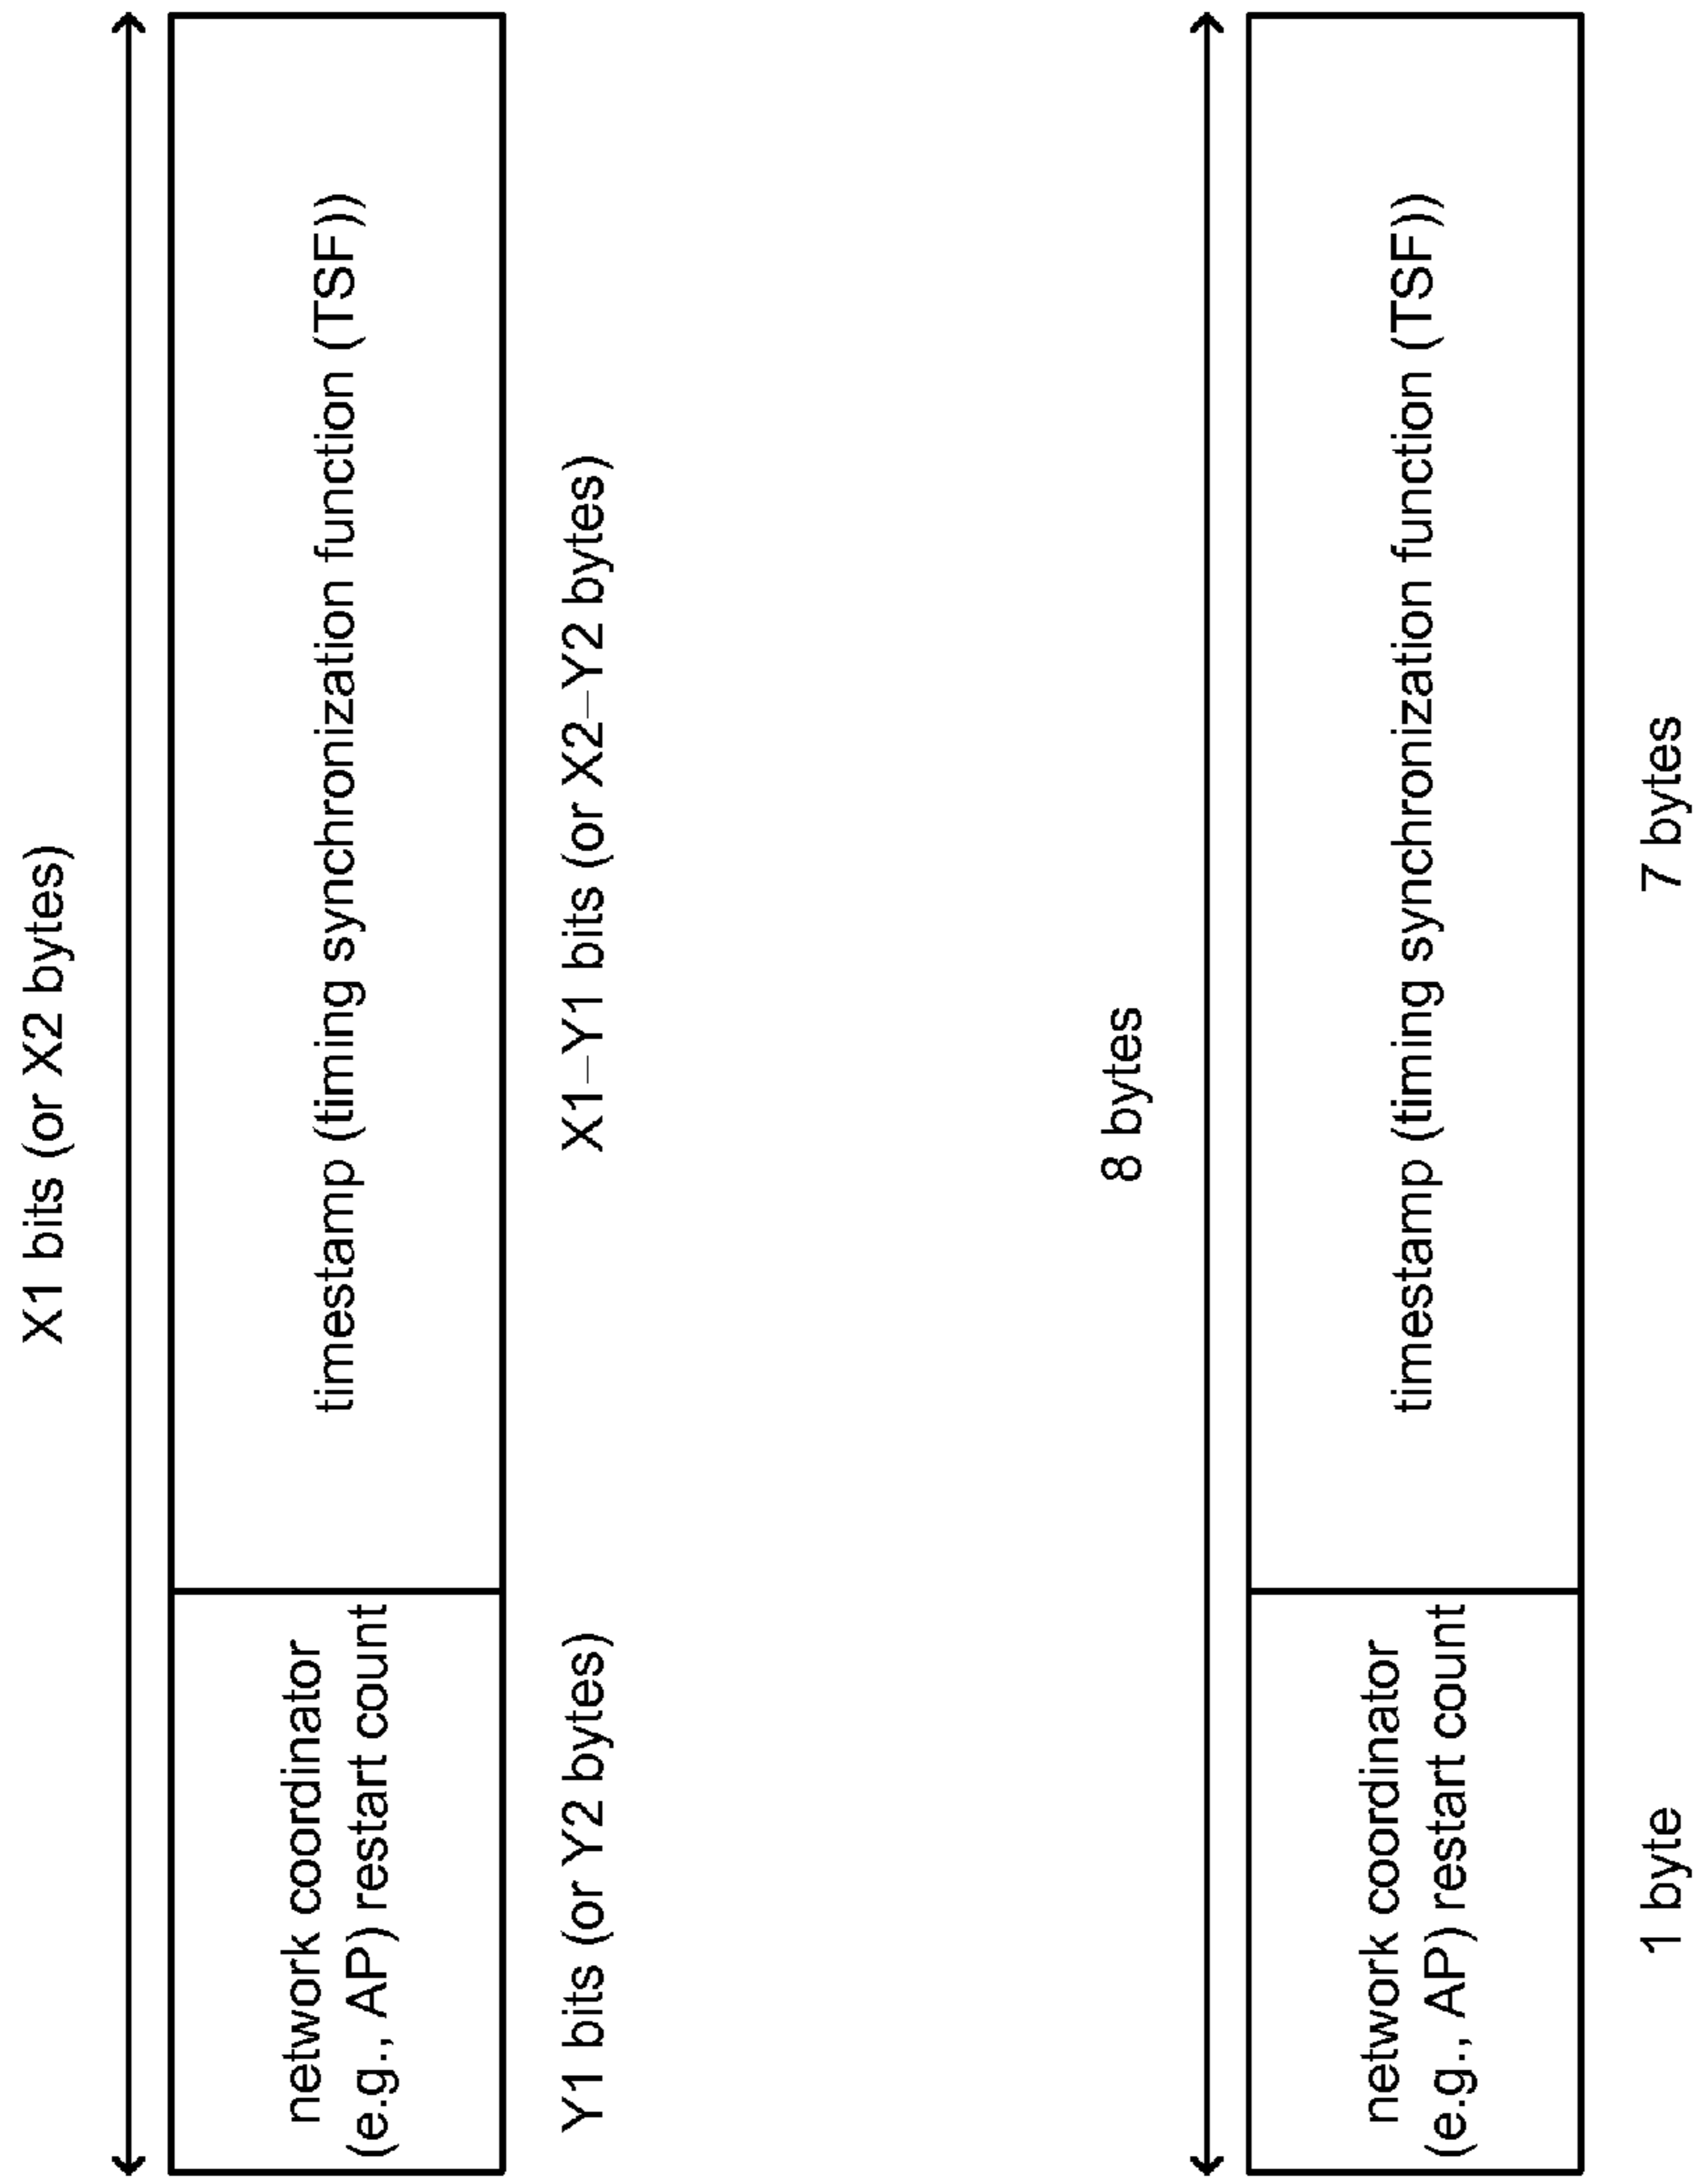 X1 bits (or X2 bytes)
network coordinator
(e.g., AP) restart count
timestamp (timing synchronization function (TSF))
Y1 bits (or Y2 bytes)
X1–Y1 bits (or X2–Y2 bytes)
8 bytes
network coordinator
(e.g., AP) restart count
timestamp (timing synchronization function (TSF))
1 byte
7 bytes